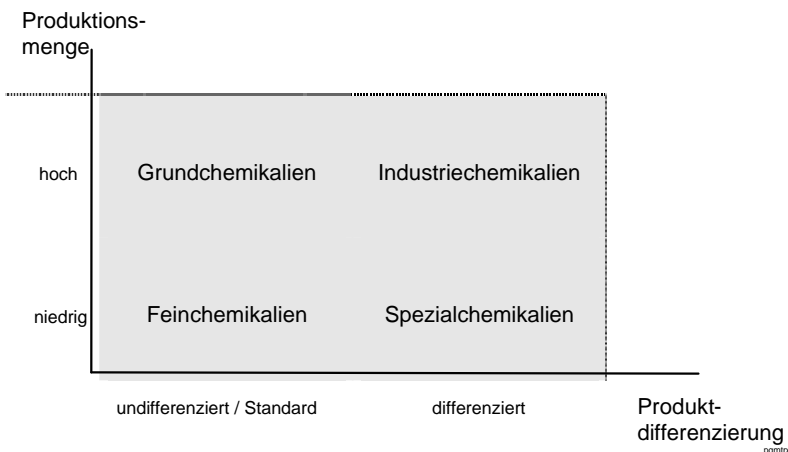 Produktions-
menge
hoch
Grundchemikalien
Industriechemikalien
niedrig
Feinchemikalien
Spezialchemikalien
undifferenziert / Standard
differenziert
Produkt-
differenzierung